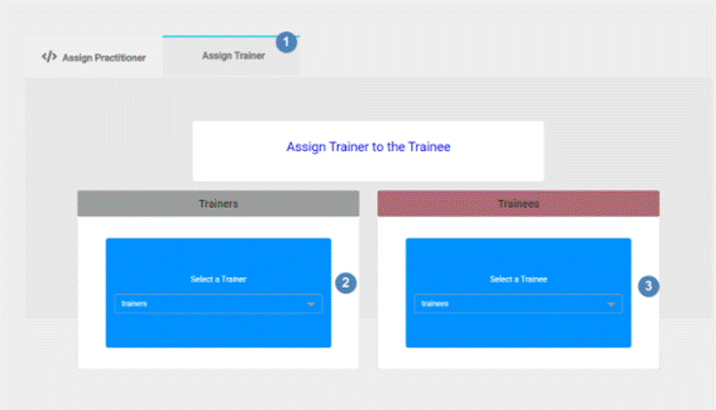 1
</> Assign Practitioner
Assign Trainer
Assign Trainer to the Trainee
Trainers
Trainees
Select a Trainer
trainers
2
Select a Trainee
trainees
3